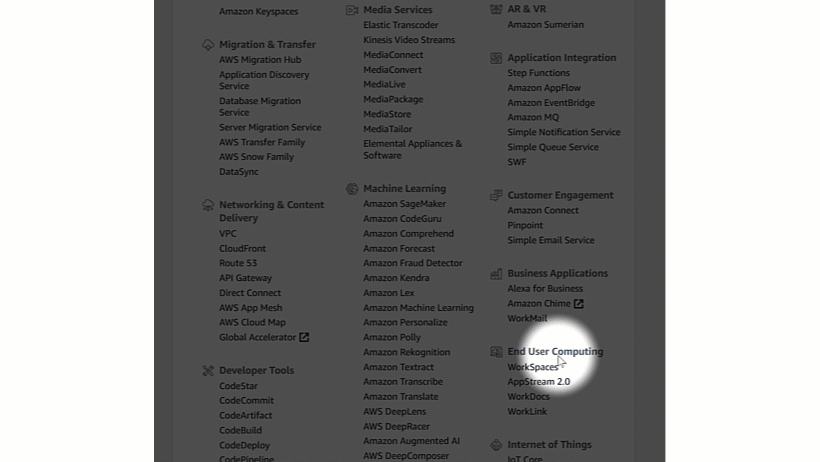 Amazon Keyspaces
Migration & Transfer
AWS Migration Hub
Application Discovery
Service
Database Migration
Service
Server Migration Service
AWS Transfer Family
AWS Snow Family
DataSync
Networking & Content
Delivery
VPC
CloudFront
Route 53
API Gateway
Direct Connect
AWS App Mesh
AWS Cloud Map
Global Accelerator
Developer Tools
CodeStar
CodeCommit
CodeArtifact
CodeBuild
CodeDeploy
CodePipeline
Media Services
Elastic Transcoder
Kinesis Video Streams
MediaConnect
MediaConvert
MediaLive
MediaPackage
MediaStore
MediaTailor
Elemental Appliances &
Software
Machine Learning
Amazon SageMaker
Amazon CodeGuru
Amazon Comprehend
Amazon Forecast
Amazon Fraud Detector
Amazon Kendra
Amazon Lex
Amazon Machine Learning
Amazon Personalize
Amazon Polly
Amazon Rekognition
Amazon Textract
Amazon Transcribe
Amazon Translate
AWS DeepLens
AWS DeepRacer
Amazon Augmented AI
AWS DeepComposer
AR & VR
Amazon Sumerian
Application Integration
Step Functions
Amazon AppFlow
Amazon EventBridge
Amazon MQ
Simple Notification Service
Simple Queue Service
SWF
Customer Engagement
Amazon Connect
Pinpoint
Simple Email Service
Business Applications
Alexa for Business
Amazon Chime
WorkMail
End User Computing
WorkSpaces
AppStream 2.0
WorkDocs
WorkLink
Internet of Things
IoT Core